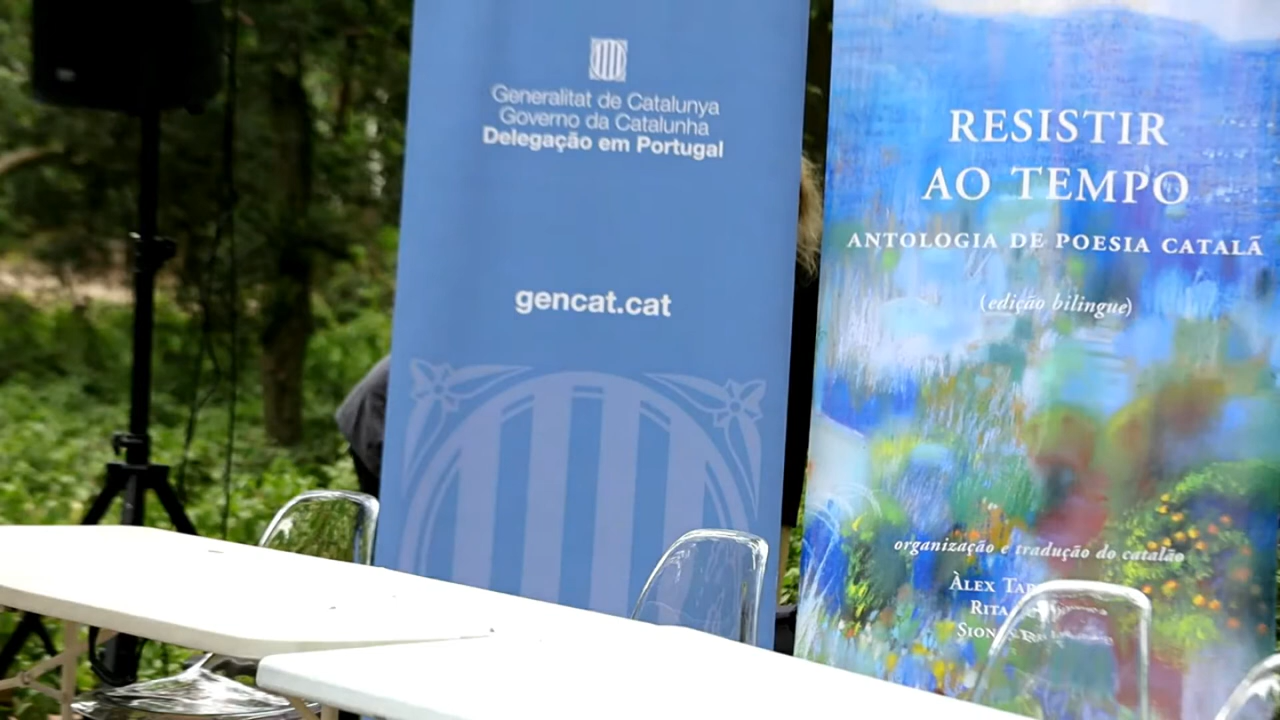 Generalitat de Catalunya
Governo da Catalunha
Delegação em Portugal
gencat.cat
RESISTIR
AO TEMPO
ANTOLOGIA DE POESIA CATALÃ
(edição bilingue)
organização e tradução do catalão
ÀLEX
RITA